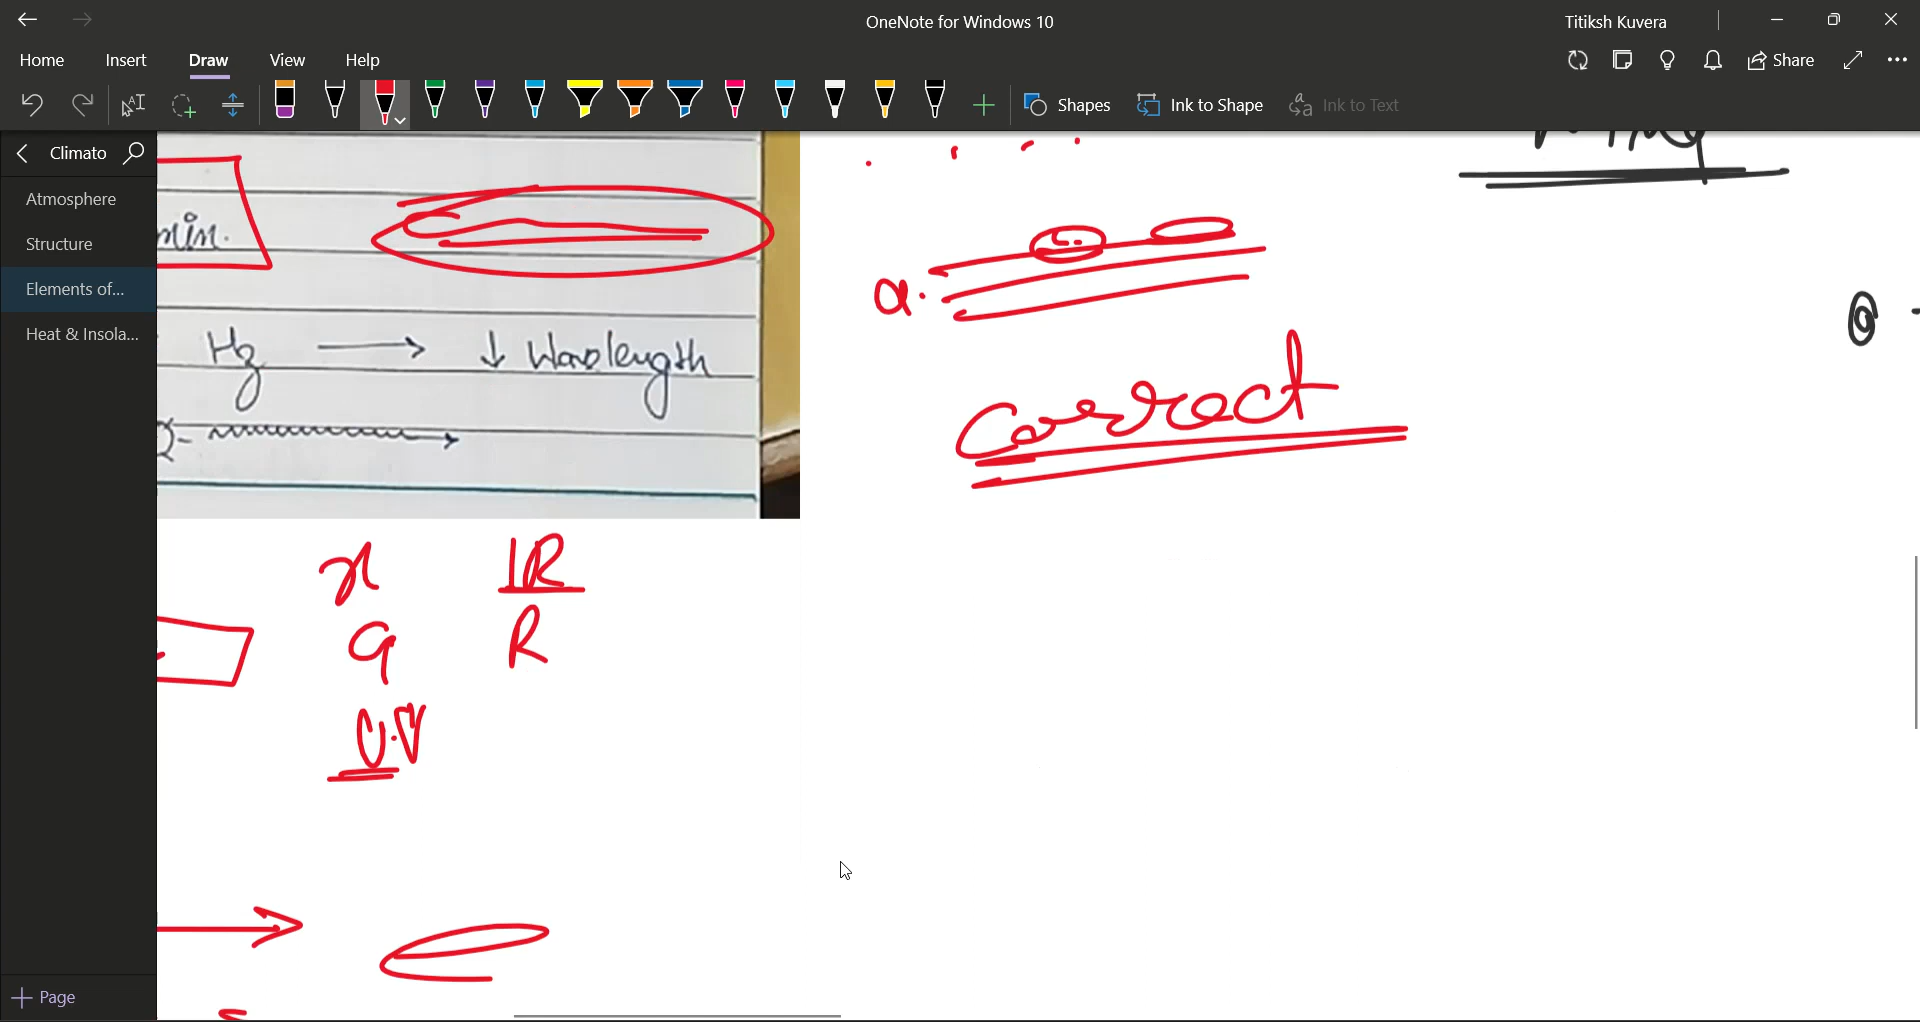 OneNote for Windows 10
Titiksh Kuvera
Home Insert Draw View Help
Share
Shapes Ink to Shape Ink to Text
Climato
Atmosphere
Structure
Elements of...
Heat & Insola...
Page
min.
Hz → ↓ Wavelength
Q.
Correct
x IR
R
U.V